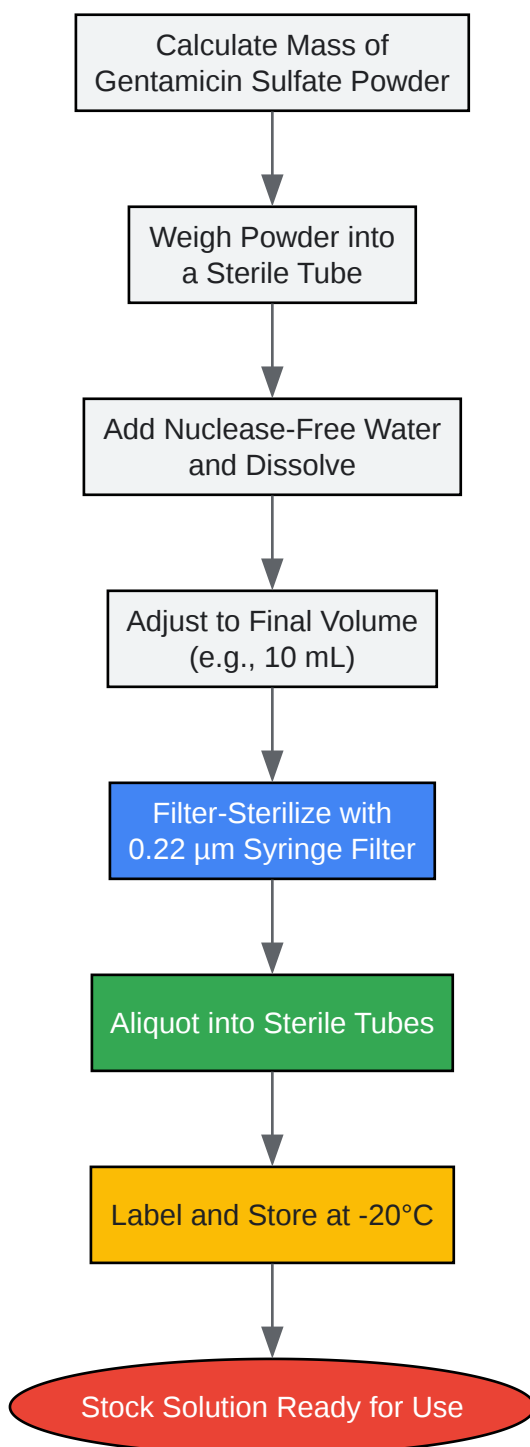 Calculate Mass of
Gentamicin Sulfate Powder
Weigh Powder into
a Sterile Tube
Add Nuclease-Free Water
and Dissolve
Adjust to Final Volume
(e.g., 10 mL)
Filter-Sterilize with
0.22 µm Syringe Filter
Aliquot into Sterile Tubes
Label and Store at -20°C
Stock Solution Ready for Use